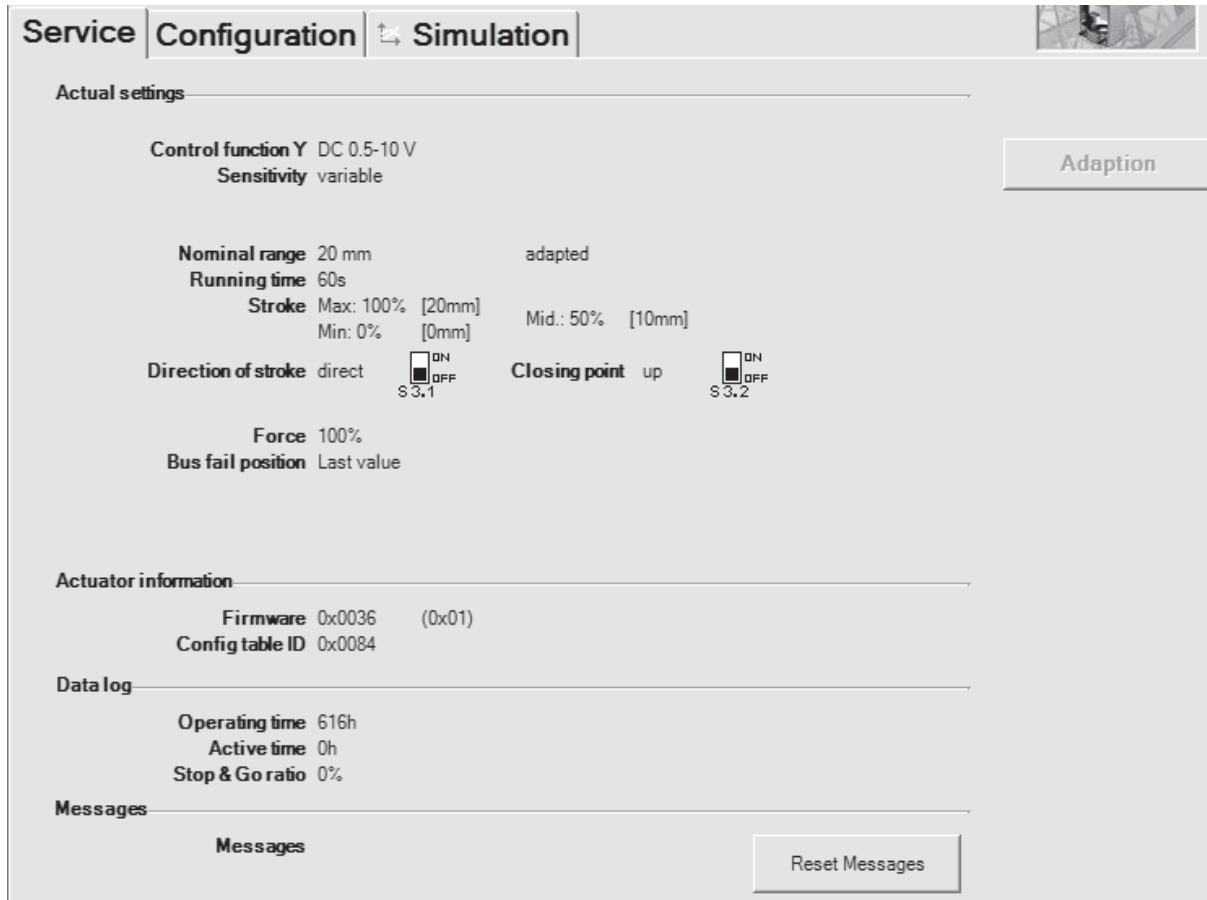 Service Configuration Simulation
Actual settings
Adaption
Control function Y DC 0.5-10 V
Sensitivity variable
Nominal range 20 mm adapted
Running time 60s
Stroke Max: 100% [20mm] Mid.: 50% [10mm]
Min: 0% [0mm]
Direction of stroke direct ON OFF S 3.1 Closing point up ON OFF S 3.2
Force 100%
Bus fail position Last value
Actuator information
Firmware 0x0036 (0x01)
Config table ID 0x0084
Data log
Operating time 616h
Active time 0h
Stop & Go ratio 0%
Messages
Messages
Reset Messages